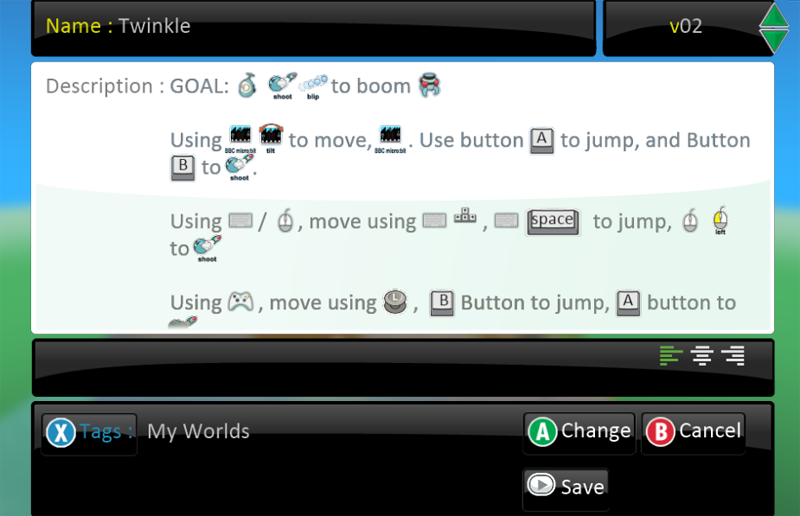 Name : Twinkle
v02
Description : GOAL: shoot blip to boom
Using BBC micro:bit tilt to move, BBC micro:bit . Use button A to jump, and Button
B to shoot .
Using / , move using , space to jump, left
to shoot
Using , move using , B Button to jump, A button to
X Tags : My Worlds
A Change B Cancel
Save